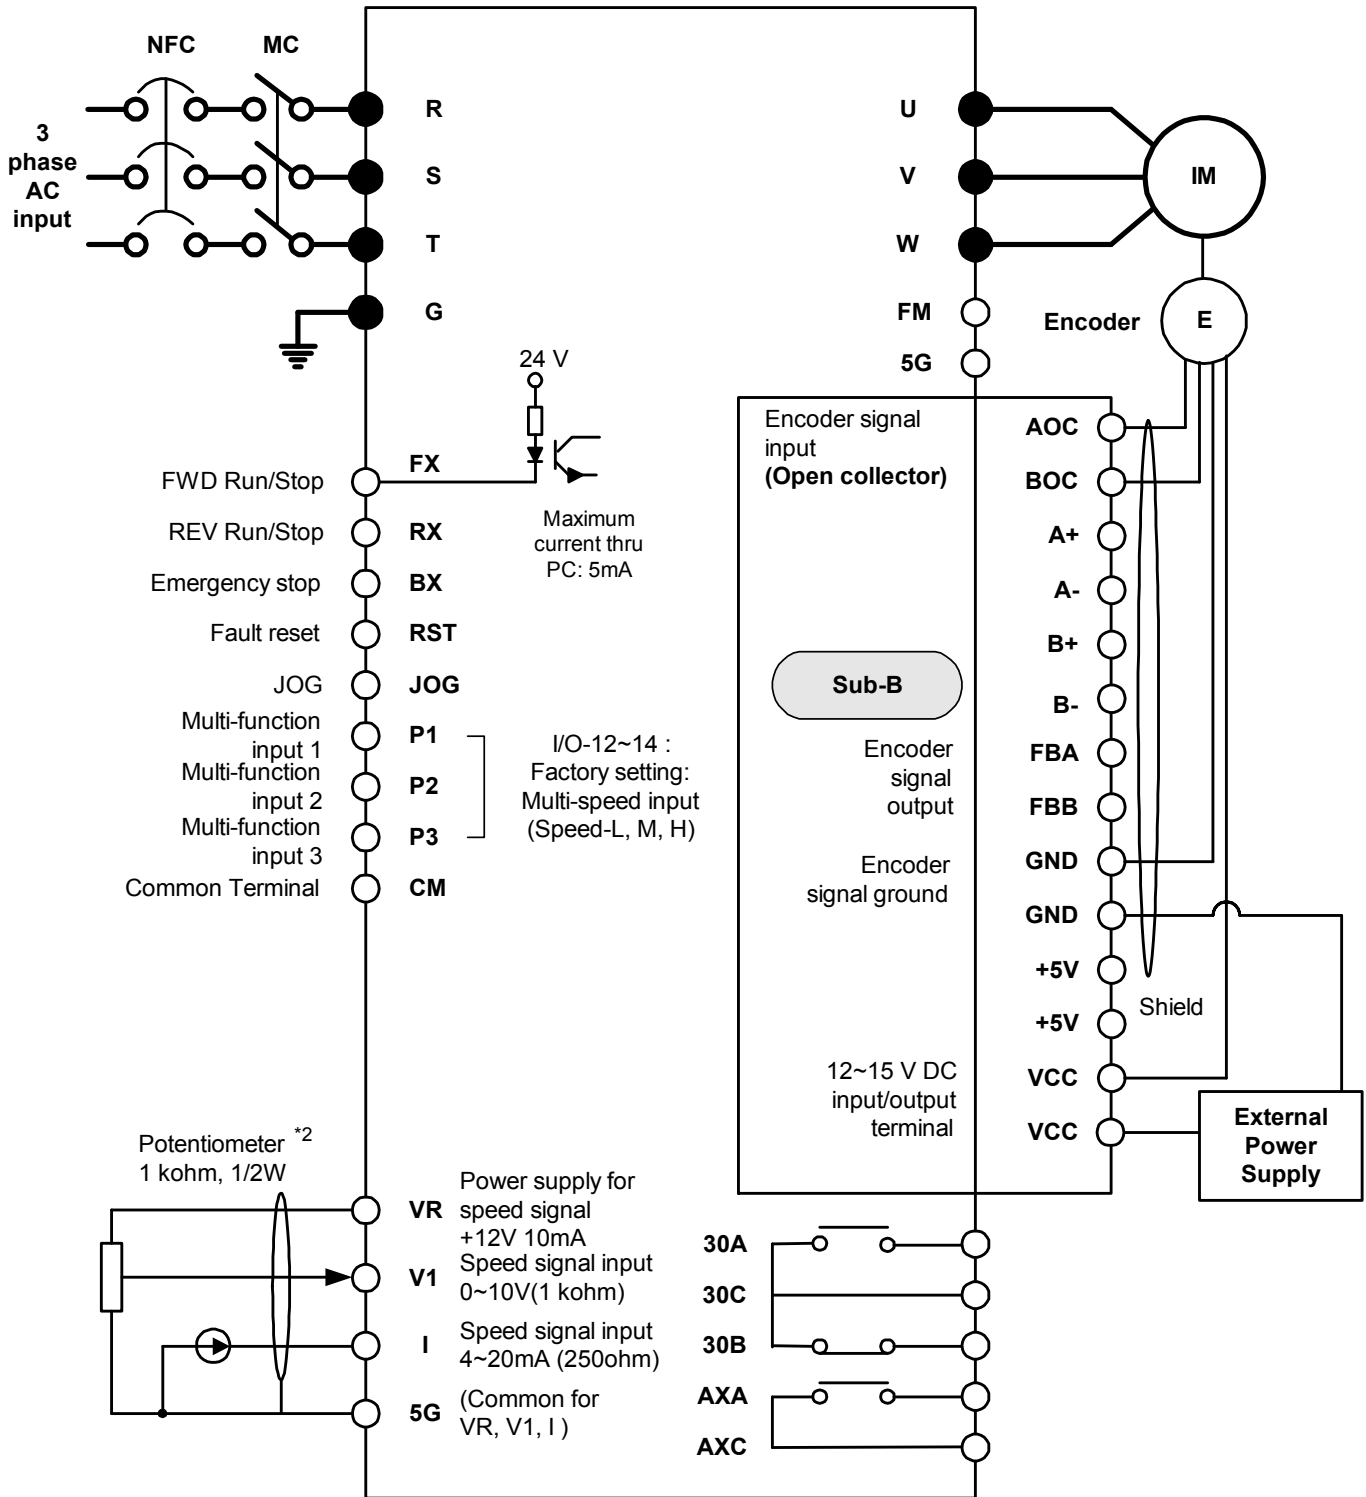 NFC
MC
3
phase
AC
input
R
S
T
G
U
V
W
FM
5G
IM
Encoder
E
24 V
FX
Maximum
current thru
PC: 5mA
FWD Run/Stop
REV Run/Stop
RX
Emergency stop
BX
Fault reset
RST
JOG
JOG
Multi-function
input 1
P1
Multi-function
input 2
P2
Multi-function
input 3
P3
I/O-12~14 :
Factory setting:
Multi-speed input
(Speed-L, M, H)
Common Terminal
CM
Encoder signal
input
(Open collector)
Sub-B
Encoder
signal
output
Encoder
signal ground
12~15 V DC
input/output
terminal
AOC
BOC
A+
A-
B+
B-
FBA
FBB
GND
GND
+5V
+5V
VCC
VCC
Shield
External
Power
Supply
Potentiometer *2
1 kohm, 1/2W
VR
Power supply for
speed signal
+12V 10mA
V1
Speed signal input
0~10V(1 kohm)
I
Speed signal input
4~20mA (250ohm)
5G
(Common for
VR, V1, I )
30A
30C
30B
AXA
AXC